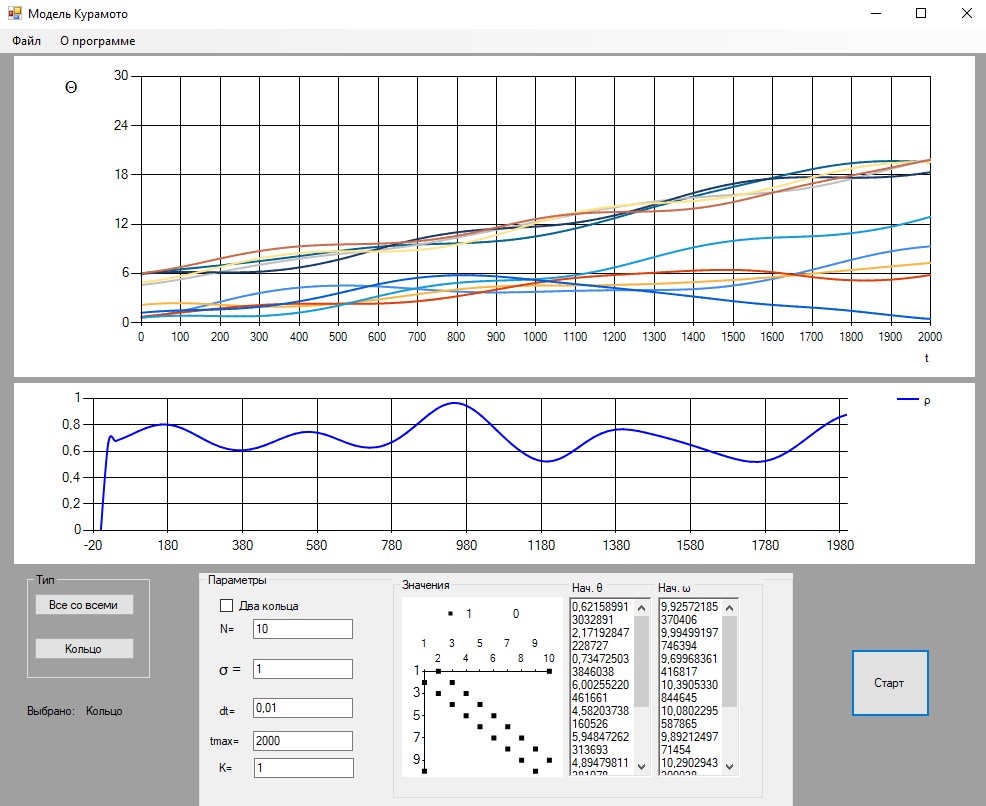 Модель Курамото
Файл О программе
Θ
30
24
18
12
6
0
0 100 200 300 400 500 600 700 800 900 1000 1100 1200 1300 1400 1500 1600 1700 1800 1900 2000
t
1
0,8
0,6
0,4
0,2
0
-20 180 380 580 780 980 1180 1380 1580 1780 1980
ρ
Тип
Все со всеми
Кольцо
Выбрано: Кольцо
Параметры
Два кольца
N= 10
σ = 1
dt= 0,01
tmax= 2000
K= 1
Значения
1 0
1 3 5 7 9
2 4 6 8 10
1
3
5
7
9
Нач. θ
0,62158991
3032891
2,17192847
228727
0,73472503
3846038
6,00255220
461661
4,58203738
160526
5,94847262
313693
4,89479811
Нач. ω
9,92572185
370406
9,99499197
746394
9,69968361
416817
10,3905330
844645
10,0802295
587865
9,89212497
71454
10,2902943
Старт